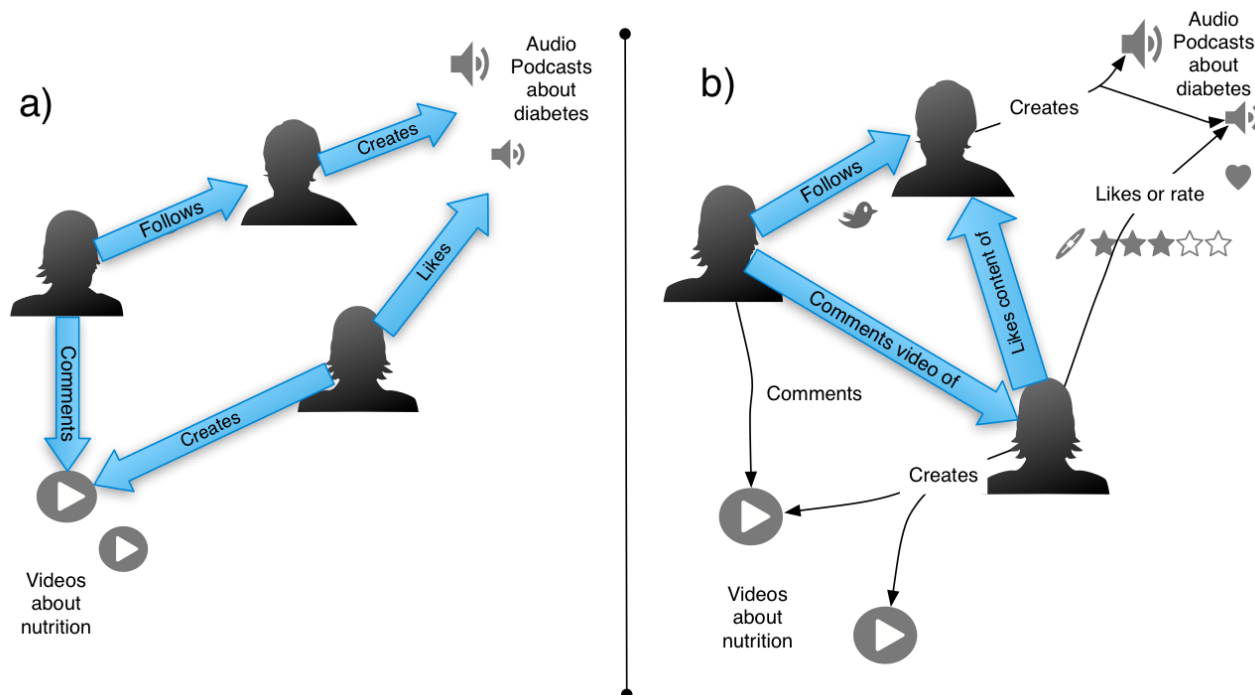 a)
Audio
Podcasts
about
diabetes
Creates
Follows
Likes
Comments
Creates
Videos
about
nutrition
b)
Audio
Podcasts
about
diabetes
Creates
Follows
Likes or rate
Likes content of
Comments video of
Comments
Creates
Videos
about
nutrition